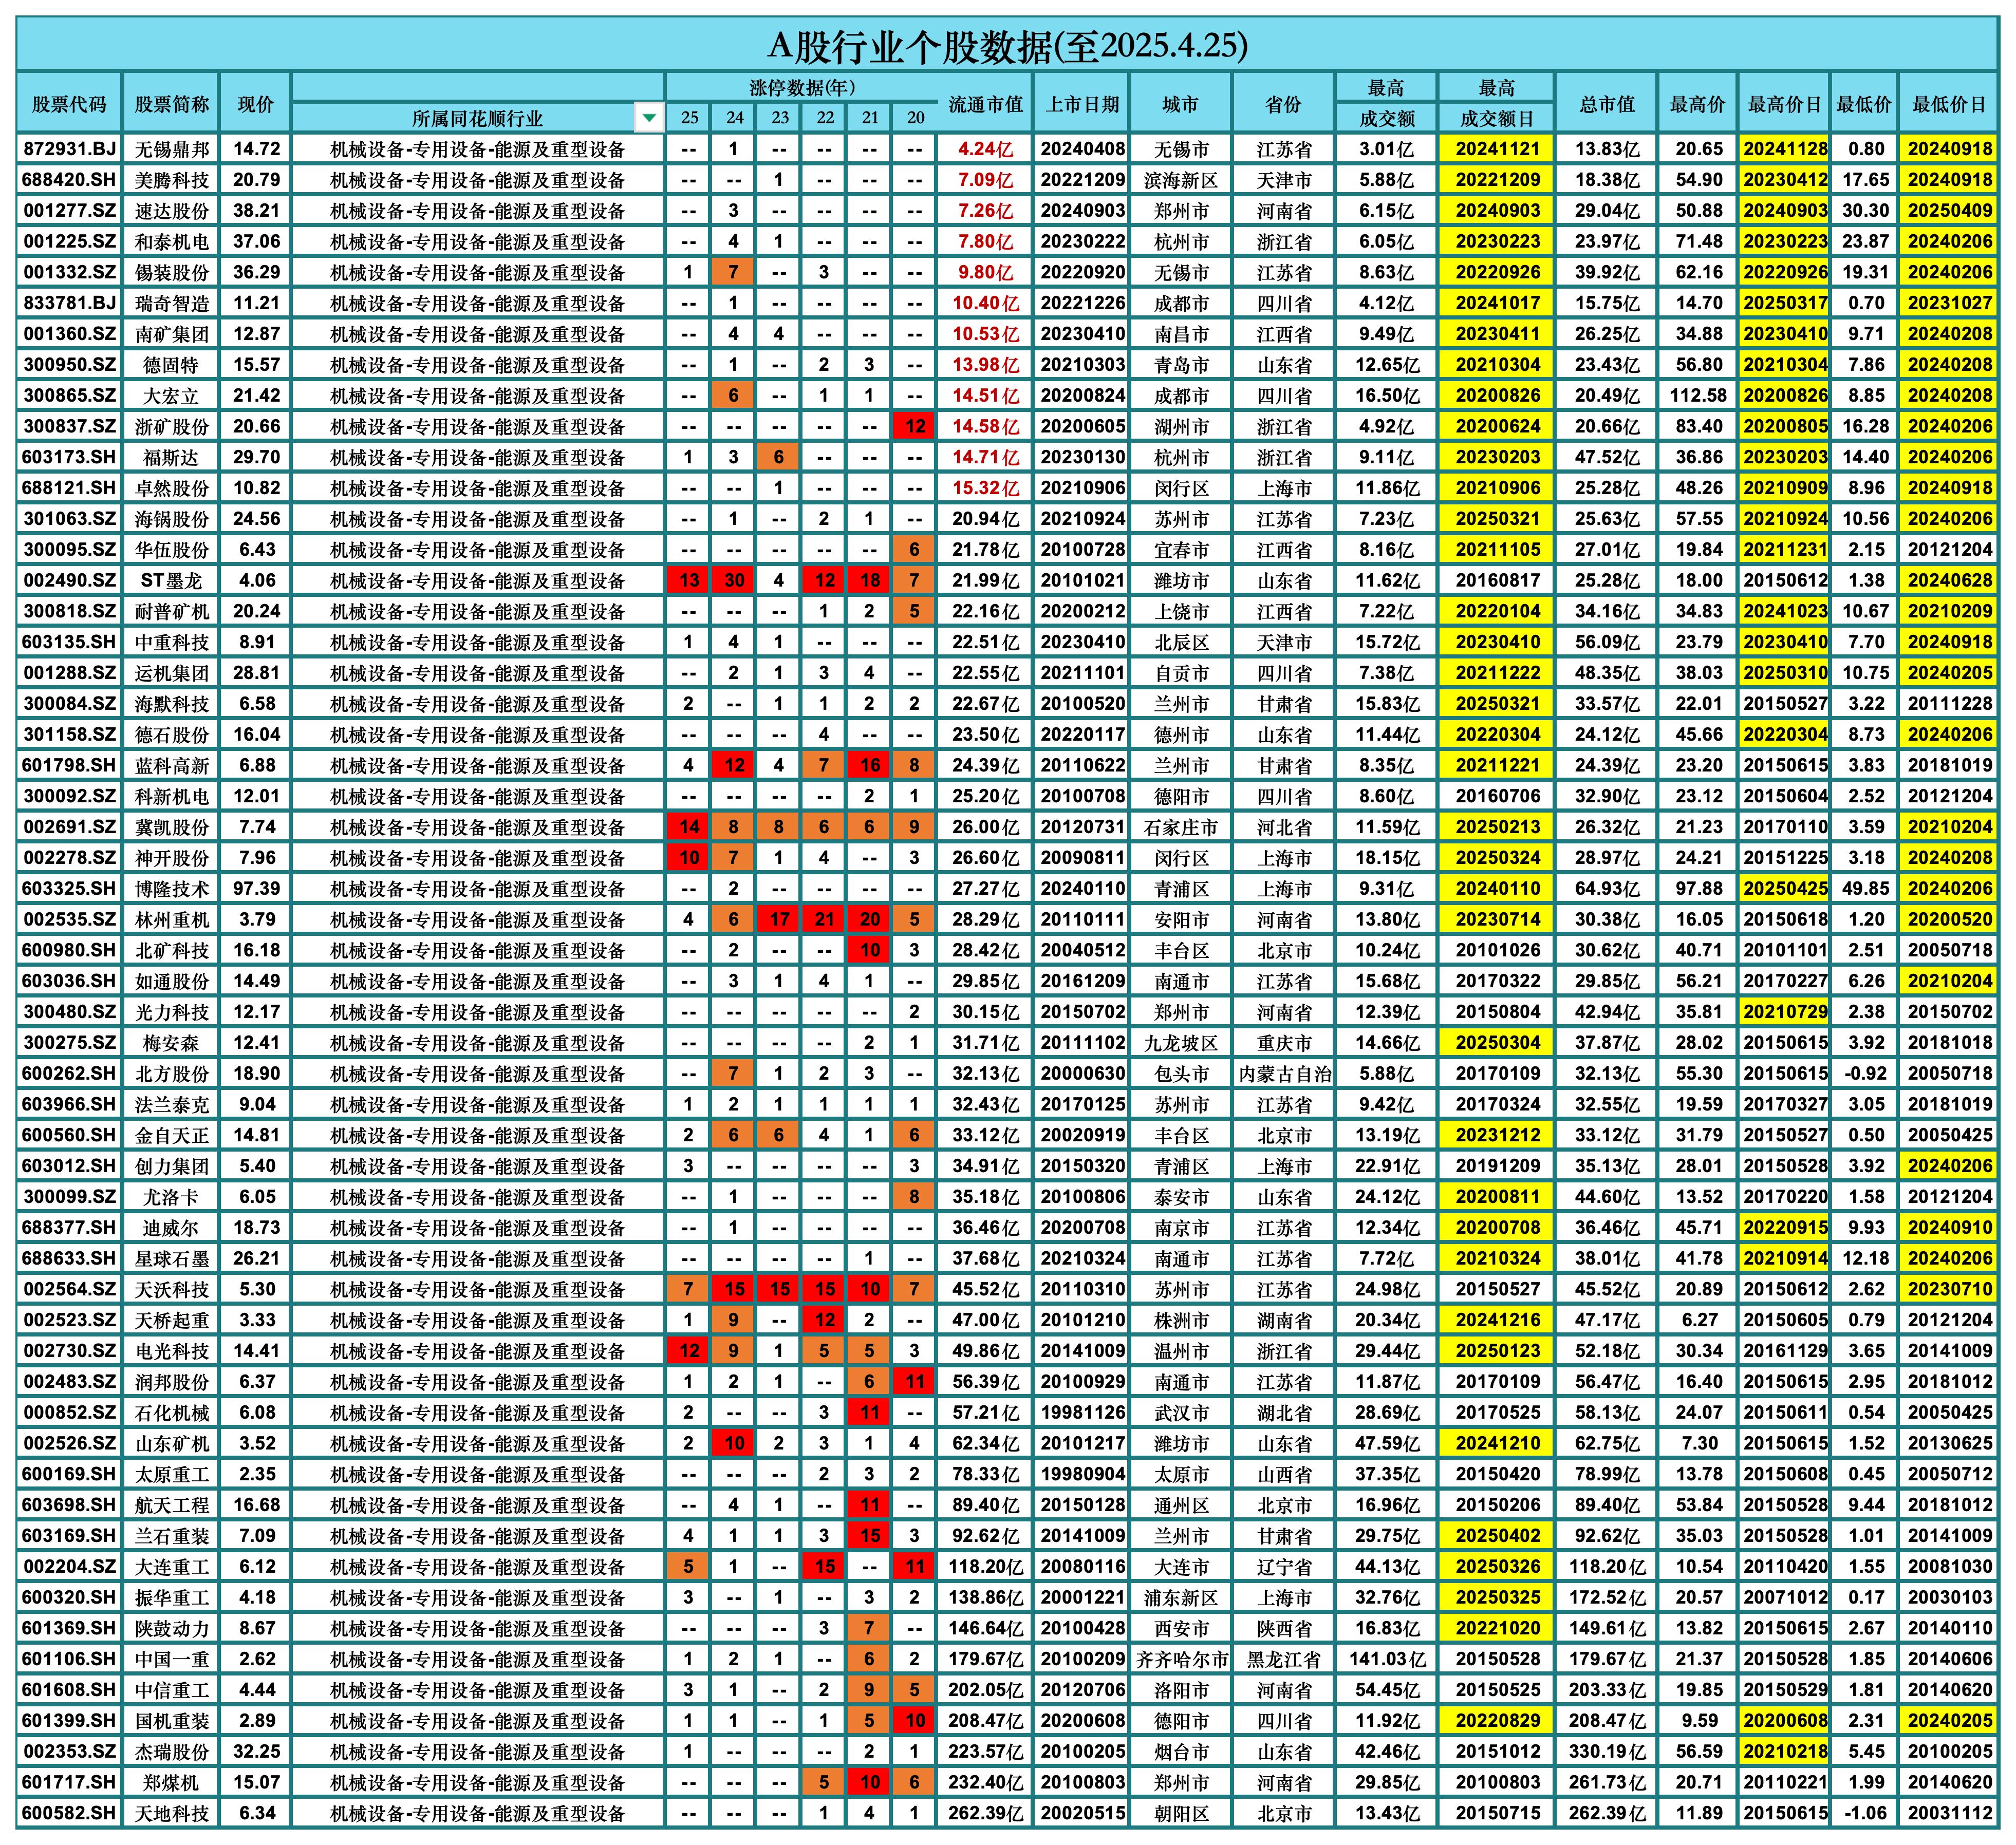 A股行业个股数据(至2025.4.25)
股票代码 股票简称 现价 所属同花顺行业 涨停数据(年) 25 24 23 22 21 20 流通市值 上市日期 城市 省份 最高成交额 最高成交额日 总市值 最高价 最高价日 最低价 最低价日
872931.BJ 无锡鼎邦 14.72 机械设备-专用设备-能源及重型设备 -- 1 -- -- -- -- 4.24亿 20240408 无锡市 江苏省 3.01亿 20241121 13.83亿 20.65 20241128 0.80 20240918
688420.SH 美腾科技 20.79 机械设备-专用设备-能源及重型设备 -- -- 1 -- -- -- 7.09亿 20221209 滨海新区 天津市 5.88亿 20221209 18.38亿 54.90 20230412 17.65 20240918
001277.SZ 速达股份 38.21 机械设备-专用设备-能源及重型设备 -- 3 -- -- -- -- 7.26亿 20240903 郑州市 河南省 6.15亿 20240903 29.04亿 50.88 20240903 30.30 20250409
001225.SZ 和泰机电 37.06 机械设备-专用设备-能源及重型设备 -- 4 1 -- -- -- 7.80亿 20230222 杭州市 浙江省 6.05亿 20230223 23.97亿 71.48 20230223 23.87 20240206
001332.SZ 锡装股份 36.29 机械设备-专用设备-能源及重型设备 1 7 -- 3 -- -- 9.80亿 20220920 无锡市 江苏省 8.63亿 20220926 39.92亿 62.16 20220926 19.31 20240206
833781.BJ 瑞奇智造 11.21 机械设备-专用设备-能源及重型设备 -- 1 -- -- -- -- 10.40亿 20221226 成都市 四川省 4.12亿 20241017 15.75亿 14.70 20250317 0.70 20231027
001360.SZ 南矿集团 12.87 机械设备-专用设备-能源及重型设备 -- 4 4 -- -- -- 10.53亿 20230410 南昌市 江西省 9.49亿 20230411 26.25亿 34.88 20230410 9.71 20240208
300950.SZ 德固特 15.57 机械设备-专用设备-能源及重型设备 -- 1 -- 2 3 -- 13.98亿 20210303 青岛市 山东省 12.65亿 20210304 23.43亿 56.80 20210304 7.86 20240208
300865.SZ 大宏立 21.42 机械设备-专用设备-能源及重型设备 -- 6 -- 1 1 -- 14.51亿 20200824 成都市 四川省 16.50亿 20200826 20.49亿 112.58 20200826 8.85 20240208
300837.SZ 浙矿股份 20.66 机械设备-专用设备-能源及重型设备 -- -- -- -- -- 12 14.58亿 20200605 湖州市 浙江省 4.92亿 20200624 20.66亿 83.40 20200805 16.28 20240206
603173.SH 福斯达 29.70 机械设备-专用设备-能源及重型设备 1 3 6 -- -- -- 14.71亿 20230130 杭州市 浙江省 9.11亿 20230203 47.52亿 36.86 20230203 14.40 20240206
688121.SH 卓然股份 10.82 机械设备-专用设备-能源及重型设备 -- -- 1 -- -- -- 15.32亿 20210906 闵行区 上海市 11.86亿 20210906 25.28亿 48.26 20210909 8.96 20240918
301063.SZ 海锅股份 24.56 机械设备-专用设备-能源及重型设备 -- 1 -- 2 1 -- 20.94亿 20210924 苏州市 江苏省 7.23亿 20250321 25.63亿 57.55 20210924 10.56 20240206
300095.SZ 华伍股份 6.43 机械设备-专用设备-能源及重型设备 -- -- -- -- -- 6 21.78亿 20100728 宜春市 江西省 8.16亿 20211105 27.01亿 19.84 20211231 2.15 20121204
002490.SZ ST墨龙 4.06 机械设备-专用设备-能源及重型设备 13 30 4 12 18 7 21.99亿 20101021 潍坊市 山东省 11.62亿 20160817 25.28亿 18.00 20150612 1.38 20240628
300818.SZ 耐普矿机 20.24 机械设备-专用设备-能源及重型设备 -- -- -- 1 2 5 22.16亿 20200212 上饶市 江西省 7.22亿 20220104 34.16亿 34.83 20241023 10.67 20210209
603135.SH 中重科技 8.91 机械设备-专用设备-能源及重型设备 1 4 1 -- -- -- 22.51亿 20230410 北辰区 天津市 15.72亿 20230410 56.09亿 23.79 20230410 7.70 20240918
001288.SZ 运机集团 28.81 机械设备-专用设备-能源及重型设备 -- 2 1 3 4 -- 22.55亿 20211101 自贡市 四川省 7.38亿 20211222 48.35亿 38.03 20250310 10.75 20240205
300084.SZ 海默科技 6.58 机械设备-专用设备-能源及重型设备 2 -- 1 1 2 2 22.67亿 20100520 兰州市 甘肃省 15.83亿 20250321 33.57亿 22.01 20150527 3.22 20111228
301158.SZ 德石股份 16.04 机械设备-专用设备-能源及重型设备 -- -- -- 4 -- -- 23.50亿 20220117 德州市 山东省 11.44亿 20220304 24.12亿 45.66 20220304 8.73 20240206
601798.SH 蓝科高新 6.88 机械设备-专用设备-能源及重型设备 4 12 4 7 16 8 24.39亿 20110622 兰州市 甘肃省 8.35亿 20211221 24.39亿 23.20 20150615 3.83 20181019
300092.SZ 科新机电 12.01 机械设备-专用设备-能源及重型设备 -- -- -- -- 2 1 25.20亿 20100708 德阳市 四川省 8.60亿 20160706 32.90亿 23.12 20150604 2.52 20121204
002691.SZ 冀凯股份 7.74 机械设备-专用设备-能源及重型设备 14 8 8 6 6 9 26.00亿 20120731 石家庄市 河北省 11.59亿 20250213 26.32亿 21.23 20170110 3.59 20210204
002278.SZ 神开股份 7.96 机械设备-专用设备-能源及重型设备 10 7 1 4 -- 3 26.60亿 20090811 闵行区 上海市 18.15亿 20250324 28.97亿 24.21 20151225 3.18 20240208
603325.SH 博隆技术 97.39 机械设备-专用设备-能源及重型设备 -- 2 -- -- -- -- 27.27亿 20240110 青浦区 上海市 9.31亿 20240110 64.93亿 97.88 20250425 49.85 20240206
002535.SZ 林州重机 3.79 机械设备-专用设备-能源及重型设备 4 6 17 21 20 5 28.29亿 20110111 安阳市 河南省 13.80亿 20230714 30.38亿 16.05 20150618 1.20 20200520
600980.SH 北矿科技 16.18 机械设备-专用设备-能源及重型设备 -- 2 -- -- 10 3 28.42亿 20040512 丰台区 北京市 10.24亿 20101026 30.62亿 40.71 20101101 2.51 20050718
603036.SH 如通股份 14.49 机械设备-专用设备-能源及重型设备 -- 3 1 4 1 -- 29.85亿 20161209 南通市 江苏省 15.68亿 20170322 29.85亿 56.21 20170227 6.26 20210204
300480.SZ 光力科技 12.17 机械设备-专用设备-能源及重型设备 -- -- -- -- -- 2 30.15亿 20150702 郑州市 河南省 12.39亿 20150804 42.94亿 35.81 20210729 2.38 20150702
300275.SZ 梅安森 12.41 机械设备-专用设备-能源及重型设备 -- -- -- -- 2 1 31.71亿 20111102 九龙坡区 重庆市 14.66亿 20250304 37.87亿 28.02 20150615 3.92 20181018
600262.SH 北方股份 18.90 机械设备-专用设备-能源及重型设备 -- 7 1 2 3 -- 32.13亿 20000630 包头市 内蒙古自治 5.88亿 20170109 32.13亿 55.30 20150615 -0.92 20050718
603966.SH 法兰泰克 9.04 机械设备-专用设备-能源及重型设备 1 2 1 1 1 1 32.43亿 20170125 苏州市 江苏省 9.42亿 20170324 32.55亿 19.59 20170327 3.05 20181019
600560.SH 金自天正 14.81 机械设备-专用设备-能源及重型设备 2 6 6 4 1 6 33.12亿 20020919 丰台区 北京市 13.19亿 20231212 33.12亿 31.79 20150527 0.50 20050425
603012.SH 创力集团 5.40 机械设备-专用设备-能源及重型设备 3 -- -- -- -- 3 34.91亿 20150320 青浦区 上海市 22.91亿 20191209 35.13亿 28.01 20150528 3.92 20240206
300099.SZ 尤洛卡 6.05 机械设备-专用设备-能源及重型设备 -- 1 -- -- -- 8 35.18亿 20100806 泰安市 山东省 24.12亿 20200811 44.60亿 13.52 20170220 1.58 20121204
688377.SH 迪威尔 18.73 机械设备-专用设备-能源及重型设备 -- 1 -- -- -- -- 36.46亿 20200708 南京市 江苏省 12.34亿 20200708 36.46亿 45.71 20220915 9.93 20240910
688633.SH 星球石墨 26.21 机械设备-专用设备-能源及重型设备 -- -- -- -- 1 -- 37.68亿 20210324 南通市 江苏省 7.72亿 20210324 38.01亿 41.78 20210914 12.18 20240206
002564.SZ 天沃科技 5.30 机械设备-专用设备-能源及重型设备 7 15 15 15 10 7 45.52亿 20110310 苏州市 江苏省 24.98亿 20150527 45.52亿 20.89 20150612 2.62 20230710
002523.SZ 天桥起重 3.33 机械设备-专用设备-能源及重型设备 1 9 -- 12 2 -- 47.00亿 20101210 株洲市 湖南省 20.34亿 20241216 47.17亿 6.27 20150605 0.79 20121204
002730.SZ 电光科技 14.41 机械设备-专用设备-能源及重型设备 12 9 1 5 5 3 49.86亿 20141009 温州市 浙江省 29.44亿 20250123 52.18亿 30.34 20161129 3.65 20141009
002483.SZ 润邦股份 6.37 机械设备-专用设备-能源及重型设备 1 2 1 -- 6 11 56.39亿 20100929 南通市 江苏省 11.87亿 20170109 56.47亿 16.40 20150615 2.95 20181012
000852.SZ 石化机械 6.08 机械设备-专用设备-能源及重型设备 2 -- -- 3 11 -- 57.21亿 19981126 武汉市 湖北省 28.69亿 20170525 58.13亿 24.07 20150611 0.54 20050425
002526.SZ 山东矿机 3.52 机械设备-专用设备-能源及重型设备 2 10 2 3 1 4 62.34亿 20101217 潍坊市 山东省 47.59亿 20241210 62.75亿 7.30 20150615 1.52 20130625
600169.SH 太原重工 2.35 机械设备-专用设备-能源及重型设备 -- -- -- 2 3 2 78.33亿 19980904 太原市 山西省 37.35亿 20150420 78.99亿 13.78 20150608 0.45 20050712
603698.SH 航天工程 16.68 机械设备-专用设备-能源及重型设备 -- 4 1 -- 11 -- 89.40亿 20150128 通州区 北京市 16.96亿 20150206 89.40亿 53.84 20150528 9.44 20181012
603169.SH 兰石重装 7.09 机械设备-专用设备-能源及重型设备 4 1 1 3 15 3 92.62亿 20141009 兰州市 甘肃省 29.75亿 20250402 92.62亿 35.03 20150528 1.01 20141009
002204.SZ 大连重工 6.12 机械设备-专用设备-能源及重型设备 5 1 -- 15 -- 11 118.20亿 20080116 大连市 辽宁省 44.13亿 20250326 118.20亿 10.54 20110420 1.55 20081030
600320.SH 振华重工 4.18 机械设备-专用设备-能源及重型设备 3 -- 1 -- 3 2 138.86亿 20001221 浦东新区 上海市 32.76亿 20250325 172.52亿 20.57 20071012 0.17 20030103
601369.SH 陕鼓动力 8.67 机械设备-专用设备-能源及重型设备 -- -- -- 3 7 -- 146.64亿 20100428 西安市 陕西省 16.83亿 20221020 149.61亿 13.82 20150615 2.67 20140110
601106.SH 中国一重 2.62 机械设备-专用设备-能源及重型设备 1 2 1 -- 6 2 179.67亿 20100209 齐齐哈尔市 黑龙江省 141.03亿 20150528 179.67亿 21.37 20150528 1.85 20140606
601608.SH 中信重工 4.44 机械设备-专用设备-能源及重型设备 3 1 -- 2 9 5 202.05亿 20120706 洛阳市 河南省 54.45亿 20150525 203.33亿 19.85 20150529 1.81 20140620
601399.SH 国机重装 2.89 机械设备-专用设备-能源及重型设备 1 1 -- 1 5 10 208.47亿 20200608 德阳市 四川省 11.92亿 20220829 208.47亿 9.59 20200608 2.31 20240205
002353.SZ 杰瑞股份 32.25 机械设备-专用设备-能源及重型设备 1 -- -- -- 2 1 223.57亿 20100205 烟台市 山东省 42.46亿 20151012 330.19亿 56.59 20210218 5.45 20100205
601717.SH 郑煤机 15.07 机械设备-专用设备-能源及重型设备 -- -- -- 5 10 6 232.40亿 20100803 郑州市 河南省 29.85亿 20100803 261.73亿 20.71 20110221 1.99 20140620
600582.SH 天地科技 6.34 机械设备-专用设备-能源及重型设备 -- -- -- 1 4 1 262.39亿 20020515 朝阳区 北京市 13.43亿 20150715 262.39亿 11.89 20150615 -1.06 20031112